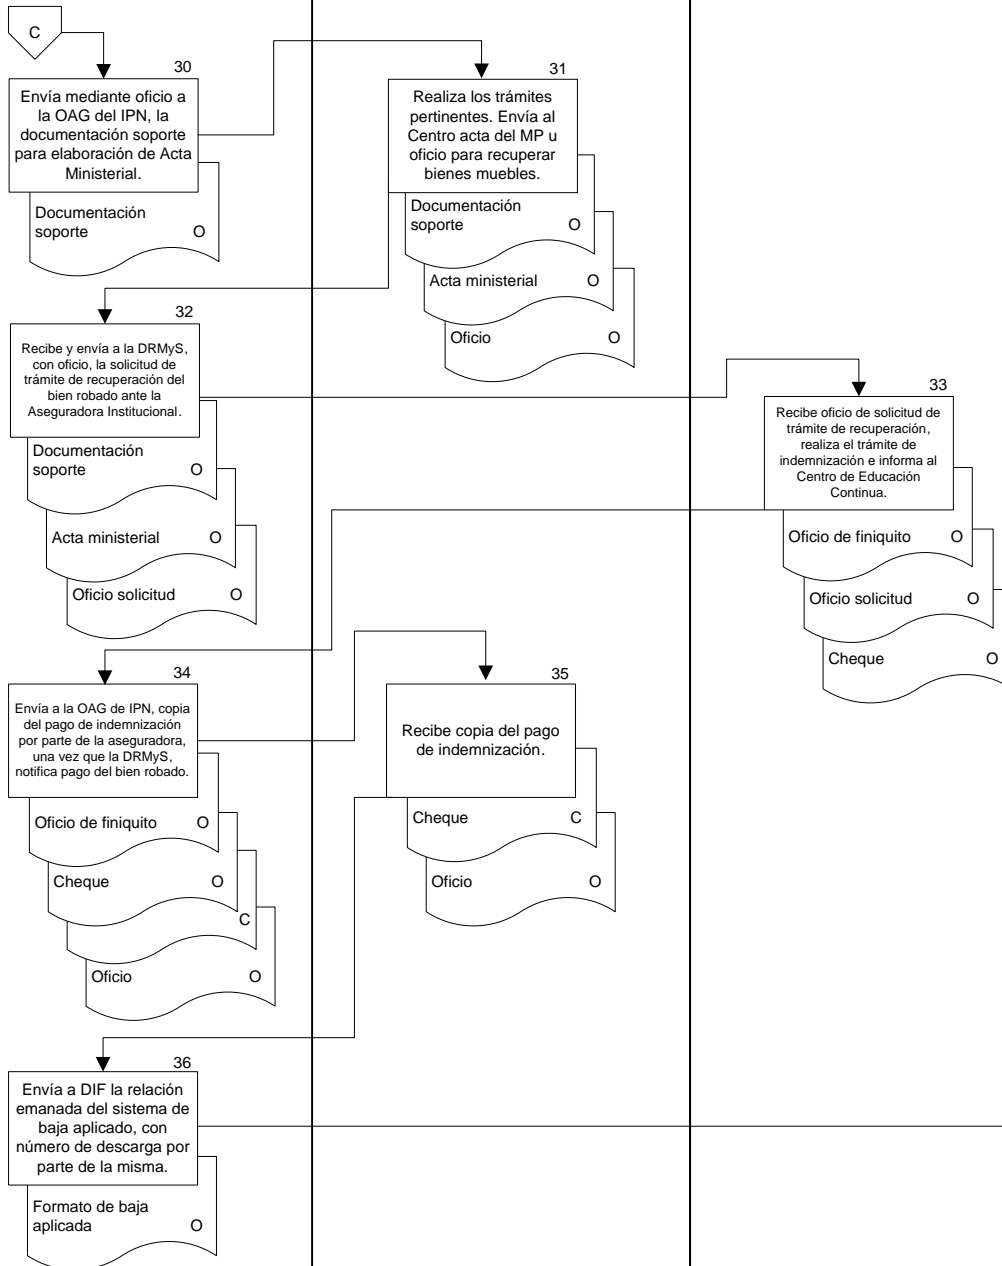 C
30
Envía mediante oficio a
la OAG del IPN, la
documentación soporte
para elaboración de Acta
Ministerial.
Documentación
soporte O
31
Realiza los trámites
pertinentes. Envía al
Centro acta del MP u
oficio para recuperar
bienes muebles.
Documentación
soporte O
Acta ministerial O
Oficio O
32
Recibe y envía a la DRMyS,
con oficio, la solicitud de
trámite de recuperación del
bien robado ante la
Aseguradora Institucional.
Documentación
soporte O
Acta ministerial O
Oficio solicitud O
33
Recibe oficio de solicitud de
trámite de recuperación,
realiza el trámite de
indemnización e informa al
Centro de Educación
Continua.
Oficio de finiquito O
Oficio solicitud O
Cheque O
34
Envía a la OAG de IPN, copia
del pago de indemnización
por parte de la aseguradora,
una vez que la DRMyS,
notifica pago del bien robado.
Oficio de finiquito O
Cheque O
C
Oficio O
35
Recibe copia del pago
de indemnización.
Cheque C
Oficio O
36
Envía a DIF la relación
emanada del sistema de
baja aplicado, con
número de descarga por
parte de la misma.
Formato de baja
aplicada O